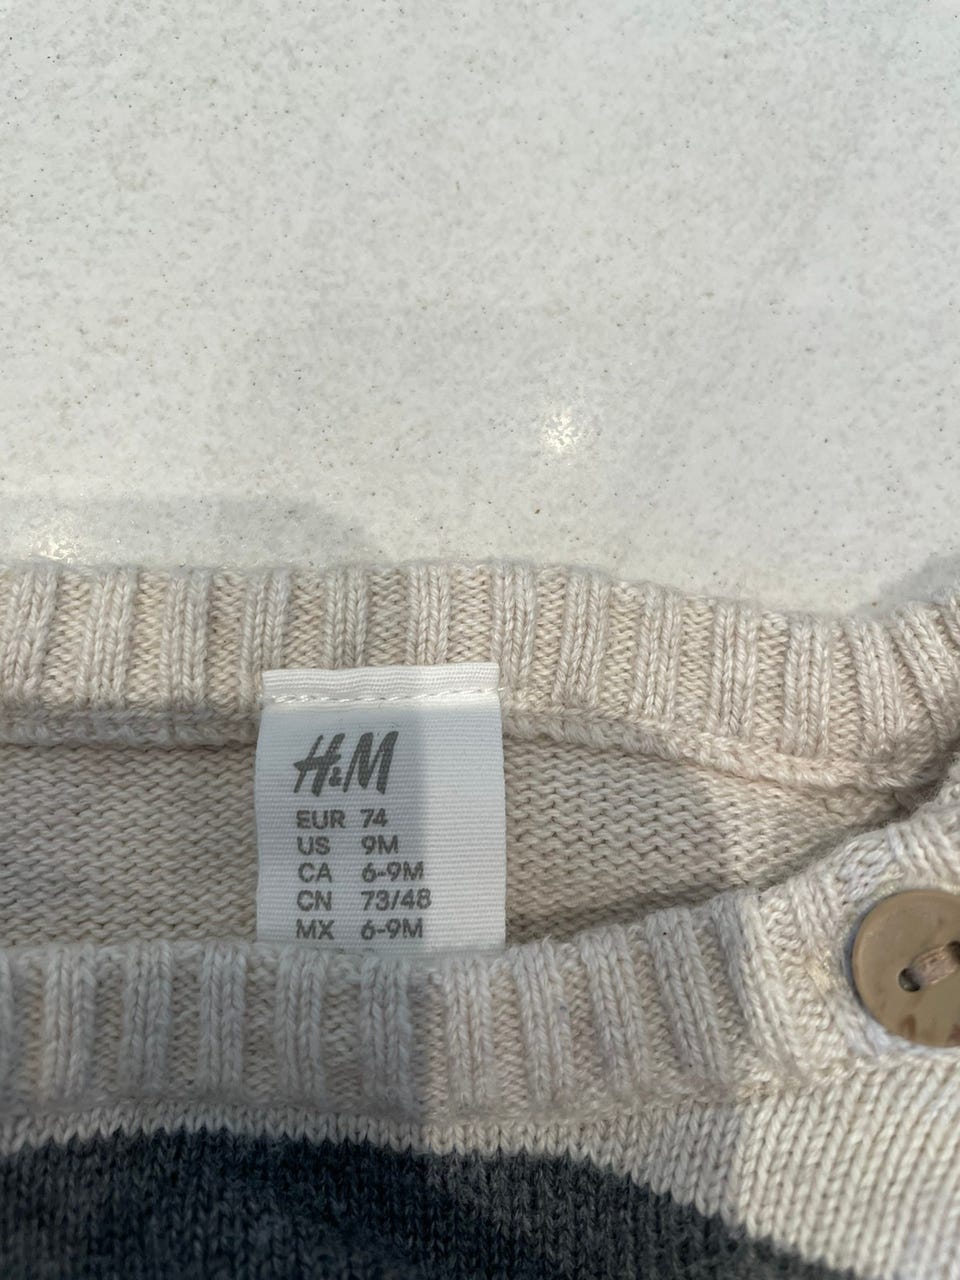 H&M
EUR 74
US 9M
CA 6-9M
CN 73/48
MX 6-9M